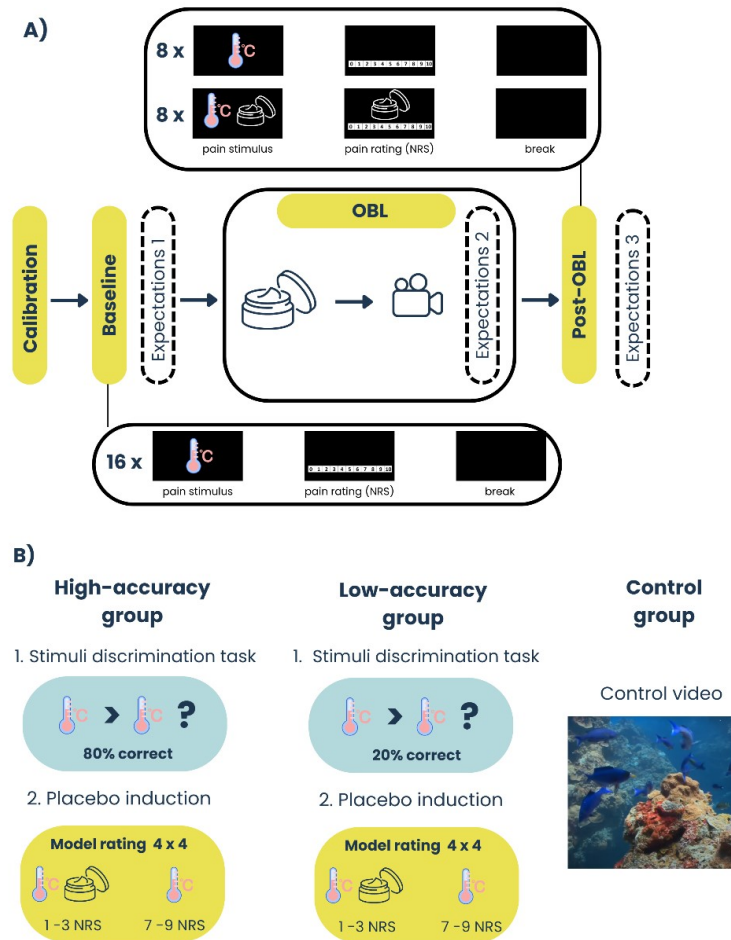 A)
8 x
°C
0 1 2 3 4 5 6 7 8 9 10
8 x
°C
0 1 2 3 4 5 6 7 8 9 10
pain stimulus
pain rating (NRS)
break
Calibration
Baseline
Expectations 1
OBL
Expectations 2
Post-OBL
Expectations 3
16 x
°C
0 1 2 3 4 5 6 7 8 9 10
pain stimulus
pain rating (NRS)
break
B)
High-accuracy
group
1. Stimuli discrimination task
°C > °C ?
80% correct
2. Placebo induction
Model rating 4 x 4
°C
°C
1 -3 NRS
7 -9 NRS
Low-accuracy
group
1. Stimuli discrimination task
°C > °C ?
20% correct
2. Placebo induction
Model rating 4 x 4
°C
°C
1 -3 NRS
7 -9 NRS
Control
group
Control video